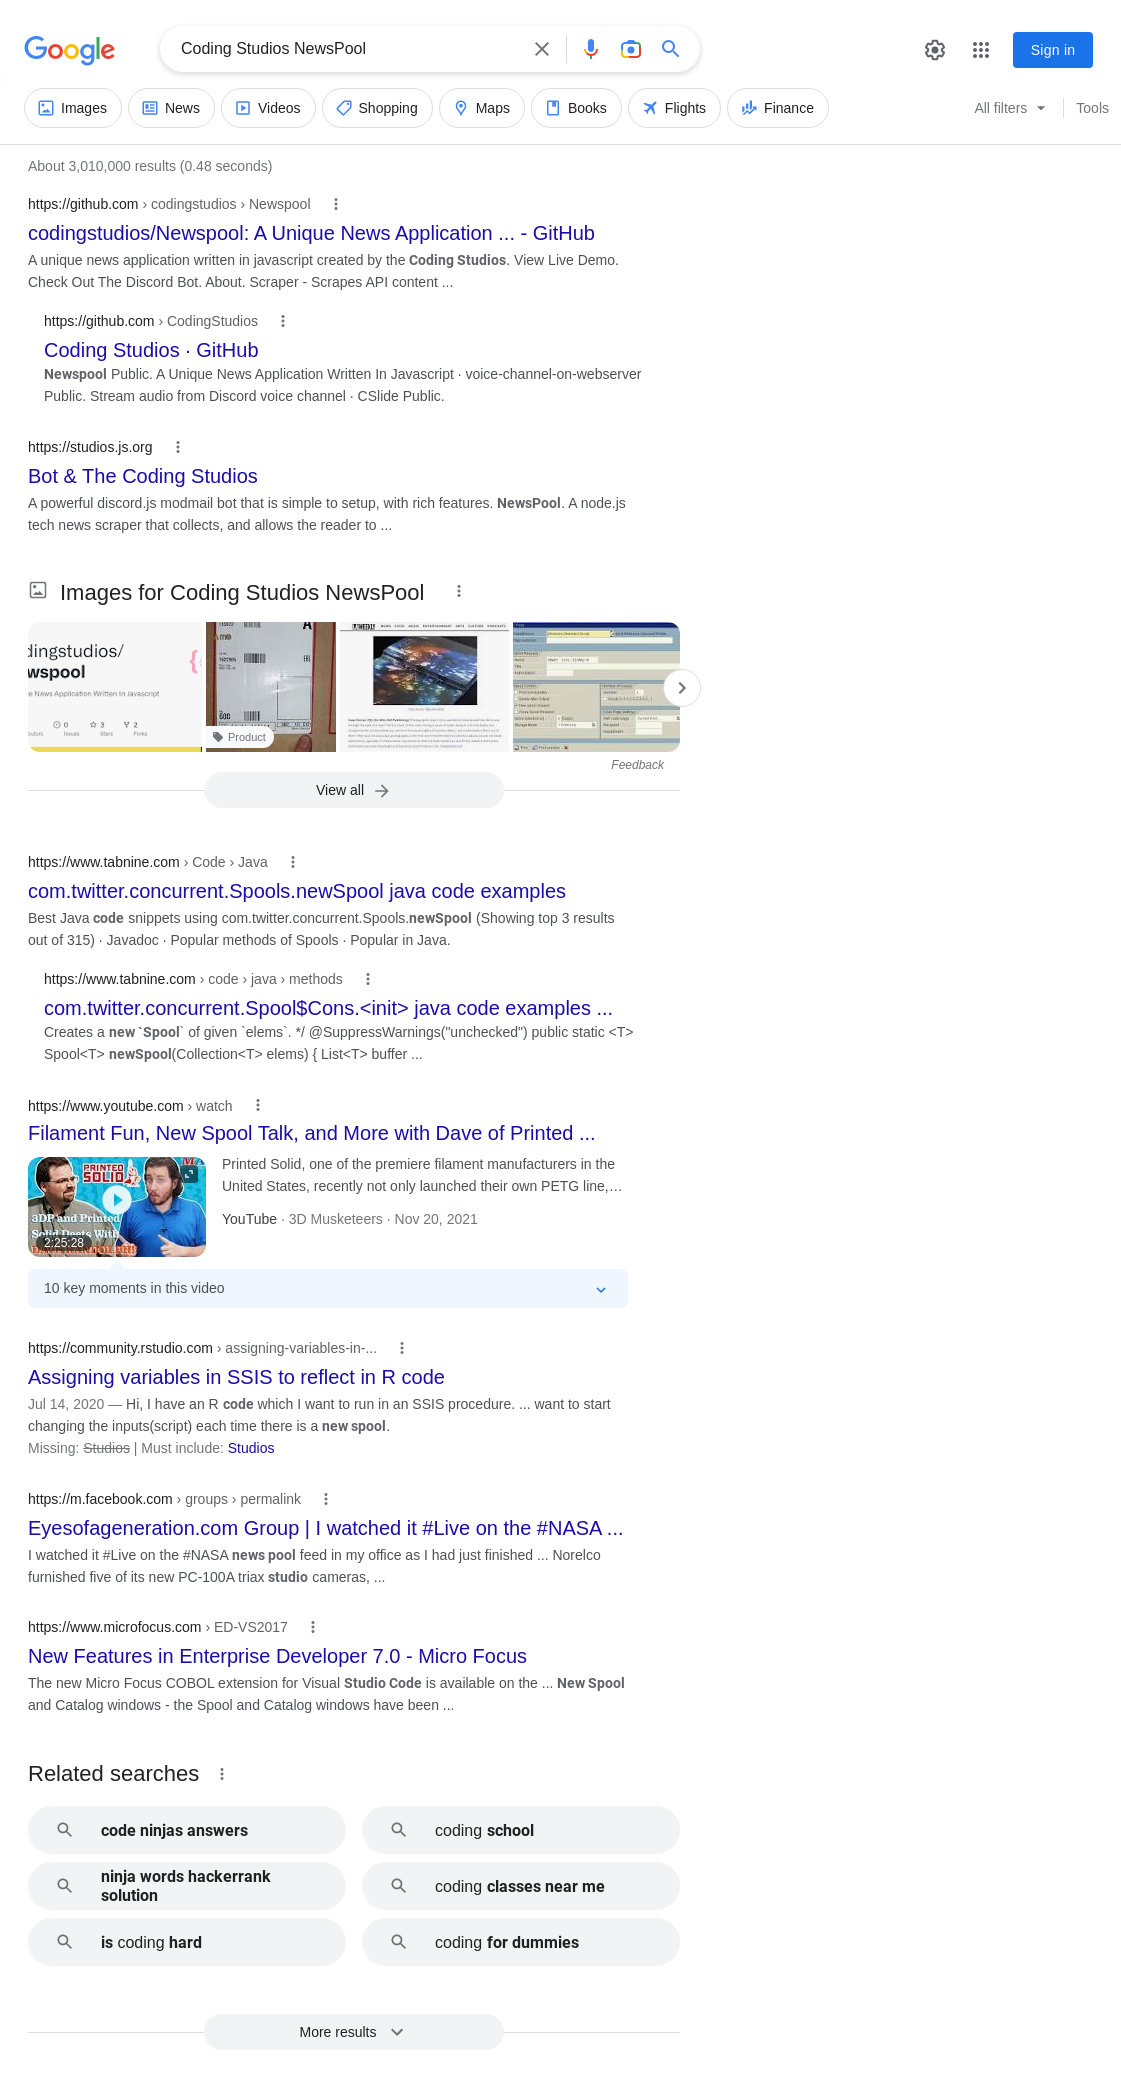 Google
Coding Studios NewsPool
Sign in
Images
News
Videos
Shopping
Maps
Books
Flights
Finance
All filters
Tools
About 3,010,000 results (0.48 seconds)
https://github.com › codingstudios › Newspool
codingstudios/Newspool: A Unique News Application ... - GitHub
A unique news application written in javascript created by the Coding Studios. View Live Demo.
Check Out The Discord Bot. About. Scraper - Scrapes API content ...
https://github.com › CodingStudios
Coding Studios · GitHub
Newspool Public. A Unique News Application Written In Javascript · voice-channel-on-webserver
Public. Stream audio from Discord voice channel · CSlide Public.
https://studios.js.org
Bot & The Coding Studios
A powerful discord.js modmail bot that is simple to setup, with rich features. NewsPool. A node.js
tech news scraper that collects, and allows the reader to ...
Images for Coding Studios NewsPool
dingstudios/
wspool
e News Application Written In Javascript
0
3
2
Issues
Stars
Forks
Product
WEEKLY
Feedback
View all
https://www.tabnine.com › Code › Java
com.twitter.concurrent.Spools.newSpool java code examples
Best Java code snippets using com.twitter.concurrent.Spools.newSpool (Showing top 3 results
out of 315) · Javadoc · Popular methods of Spools · Popular in Java.
https://www.tabnine.com › code › java › methods
com.twitter.concurrent.Spool$Cons.<init> java code examples ...
Creates a new `Spool` of given `elems`. */ @SuppressWarnings("unchecked") public static <T>
Spool<T> newSpool(Collection<T> elems) { List<T> buffer ...
https://www.youtube.com › watch
Filament Fun, New Spool Talk, and More with Dave of Printed ...
PRINTED
SOLID
3DP and Printed
Solid Deets With
2:25:28
Printed Solid, one of the premiere filament manufacturers in the
United States, recently not only launched their own PETG line,…
YouTube · 3D Musketeers · Nov 20, 2021
10 key moments in this video
https://community.rstudio.com › assigning-variables-in-...
Assigning variables in SSIS to reflect in R code
Jul 14, 2020 — Hi, I have an R code which I want to run in an SSIS procedure. ... want to start
changing the inputs(script) each time there is a new spool.
Missing: Studios | Must include: Studios
https://m.facebook.com › groups › permalink
Eyesofageneration.com Group | I watched it #Live on the #NASA ...
I watched it #Live on the #NASA news pool feed in my office as I had just finished ... Norelco
furnished five of its new PC-100A triax studio cameras, ...
https://www.microfocus.com › ED-VS2017
New Features in Enterprise Developer 7.0 - Micro Focus
The new Micro Focus COBOL extension for Visual Studio Code is available on the ... New Spool
and Catalog windows - the Spool and Catalog windows have been ...
Related searches
code ninjas answers
coding school
ninja words hackerrank
solution
coding classes near me
is coding hard
coding for dummies
More results